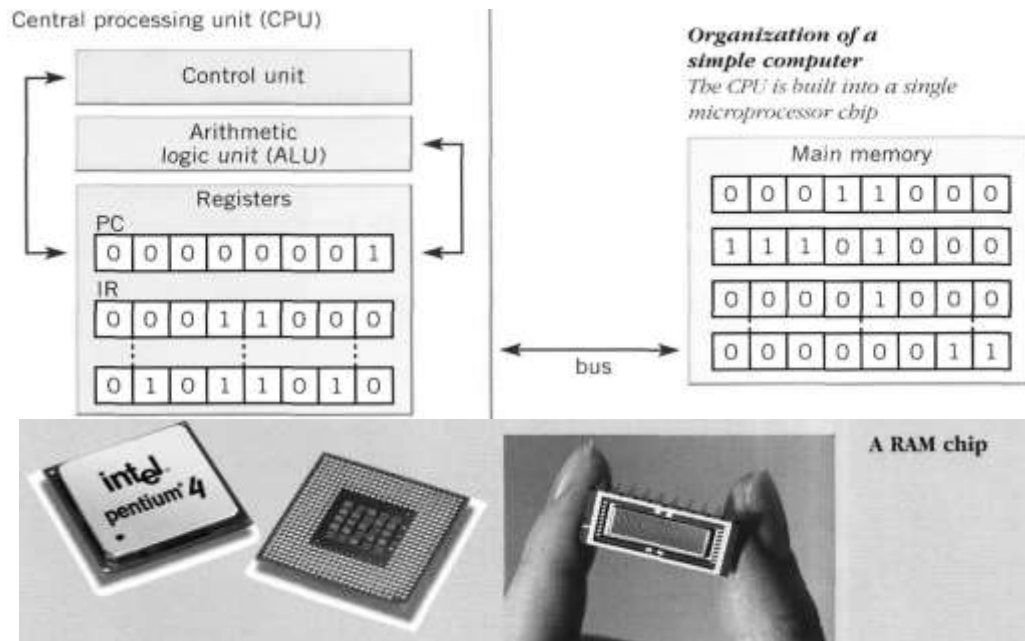 Central processing unit (CPU)
Control unit
Arithmetic
logic unit (ALU)
Registers
PC
0 0 0 0 0 0 0 1
IR
0 0 0 1 1 0 0 0
0 1 0 1 1 0 1 0
bus
Organization of a
simple computer
The CPU is built into a single
microprocessor chip
Main memory
0 0 0 1 1 0 0 0
1 1 1 0 1 0 0 0
0 0 0 0 1 0 0 0
0 0 0 0 0 0 1 1
intel.
pentium® 4
A RAM chip